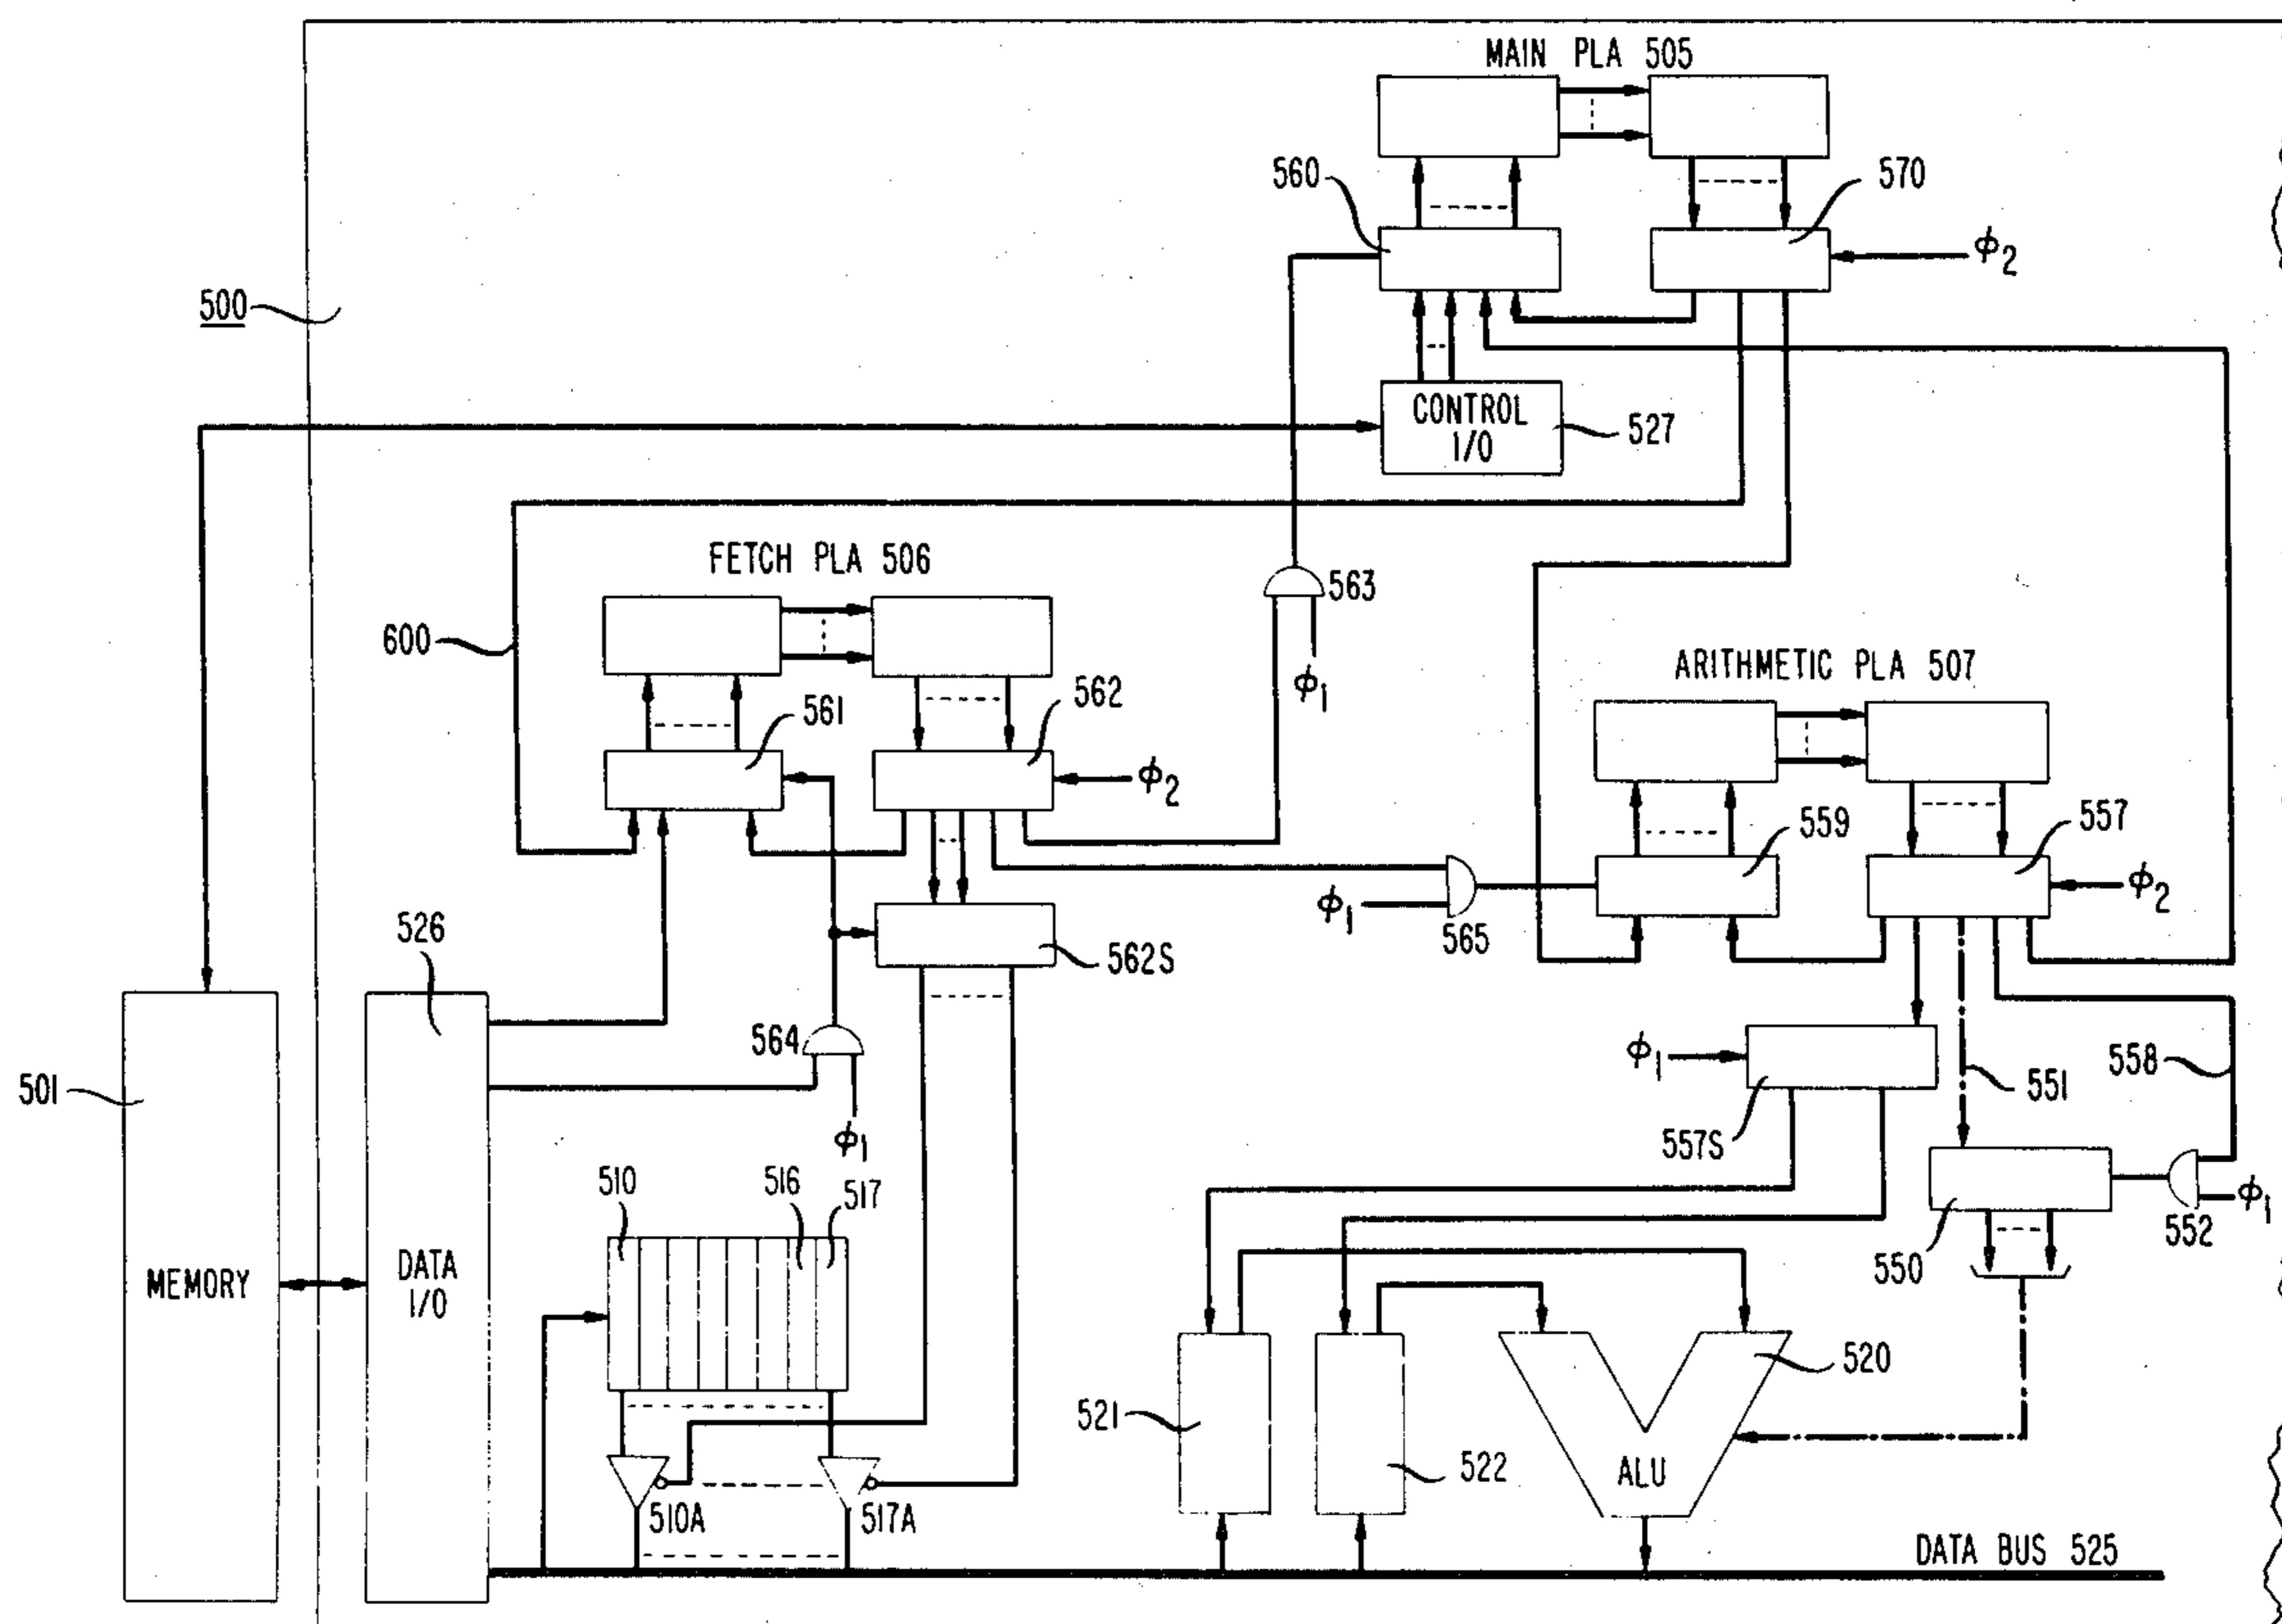 MAIN PLA 505
560
570
ϕ2
500
CONTROL
I/O
527
FETCH PLA 506
563
ϕ1
600
ARITHMETIC PLA 507
561
562
ϕ2
559
557
ϕ1
565
ϕ2
526
562S
564
ϕ1
501
ϕ1
557S
551
558
510
516
517
550
552
ϕ1
MEMORY
DATA
I/O
520
521
522
ALU
510A
517A
DATA BUS 525